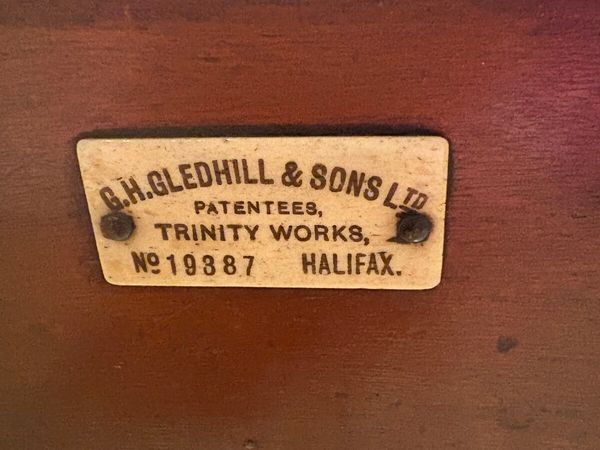 G.H.GLEDHILL & SONS LTD
PATENTEES,
TRINITY WORKS,
Nº 19387 HALIFAX.